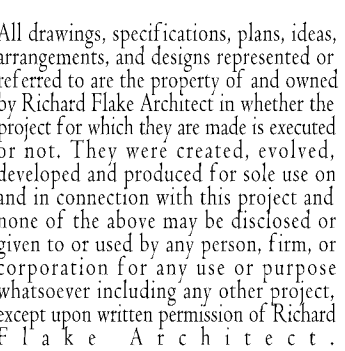 All drawings, specifications, plans, ideas,
arrangements, and designs represented or
referred to are the property of and owned
by Richard Flake Architect in whether the
project for which they are made is executed
or not. They were created, evolved,
developed and produced for sole use on
and in connection with this project and
none of the above may be disclosed or
given to or used by any person, firm, or
corporation for any use or purpose
whatsoever including any other project,
except upon written permission of Richard
Flake Architect.